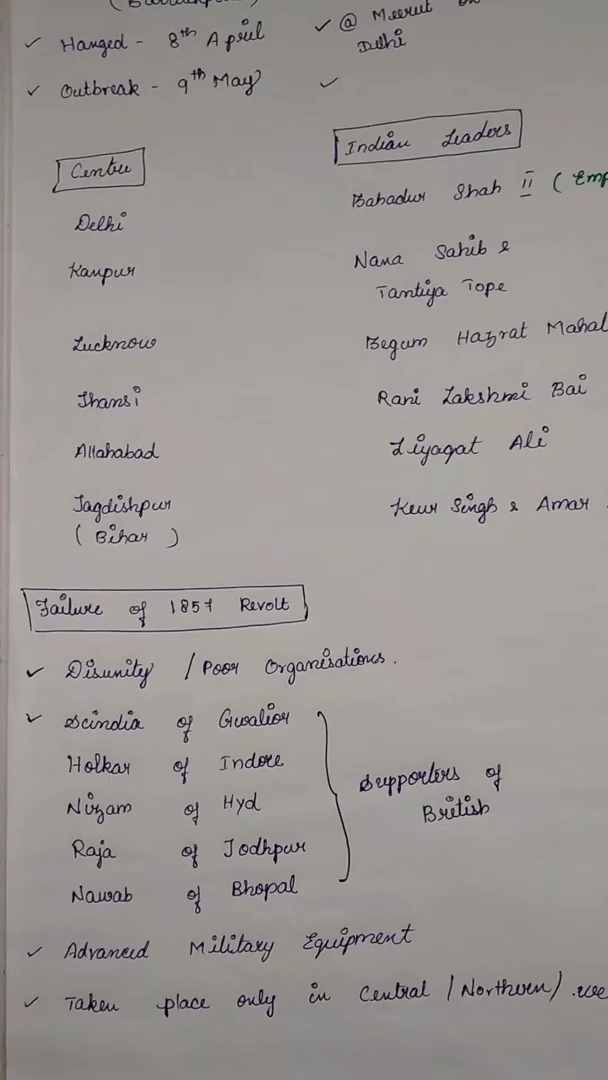 ✓ Hanged - 8th April
✓ @ Meerut on
Delhi
✓ Outbreak - 9th May
✓
Centre
Indian Leaders
Delhi
Bahadur Shah II (Emp
Kanpur
Nana Sahib &
Tantiya Tope
Lucknow
Begum Hazrat Mahal
Jhansi
Rani Lakshmi Bai
Allahabad
Liyaqat Ali
Jagdishpur
(Bihar)
Keur Singh & Amar
Failure of 1857 Revolt
✓ Disunity / Poor Organisations.
✓ Scindia of Gwalior
Holkar of Indore
Nizam of Hyd
Raja of Jodhpur
Nawab of Bhopal
Supporters of
British
✓ Advanced Military Equipment
✓ Taken place only in Central / Northern /